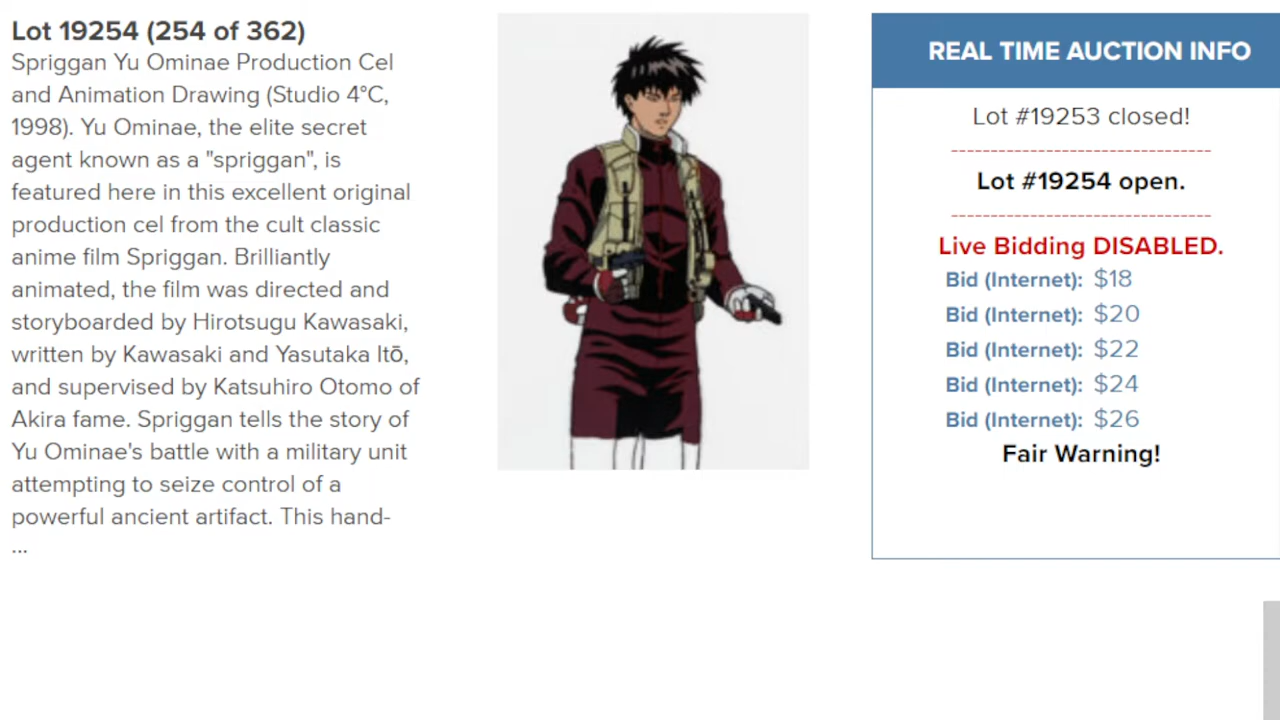 Lot 19254 (254 of 362)
Spriggan Yu Ominae Production Cel
and Animation Drawing (Studio 4°C,
1998). Yu Ominae, the elite secret
agent known as a "spriggan", is
featured here in this excellent original
production cel from the cult classic
anime film Spriggan. Brilliantly
animated, the film was directed and
storyboarded by Hirotsugu Kawasaki,
written by Kawasaki and Yasutaka Itō,
and supervised by Katsuhiro Otomo of
Akira fame. Spriggan tells the story of
Yu Ominae's battle with a military unit
attempting to seize control of a
powerful ancient artifact. This hand-
...
REAL TIME AUCTION INFO
Lot #19253 closed!
--------------------------------
Lot #19254 open.
--------------------------------
Live Bidding DISABLED.
Bid (Internet): $18
Bid (Internet): $20
Bid (Internet): $22
Bid (Internet): $24
Bid (Internet): $26
Fair Warning!